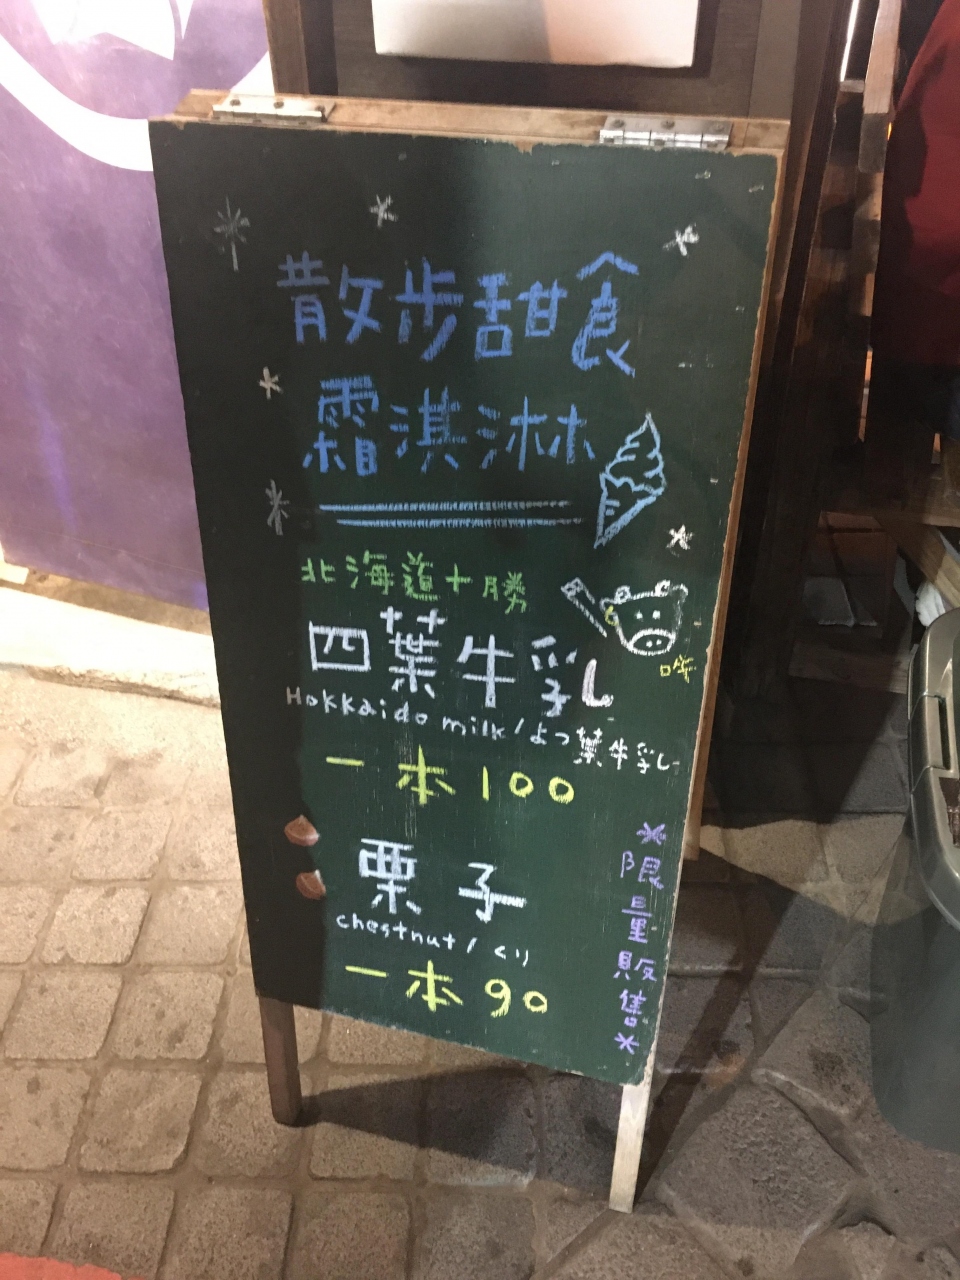 散步甜食
霜淇淋
北海道十勝
四葉牛乳
Hokkaido milk/よつ葉牛乳
一本100
栗子
chestnut/くり
一本90
*限量販售*